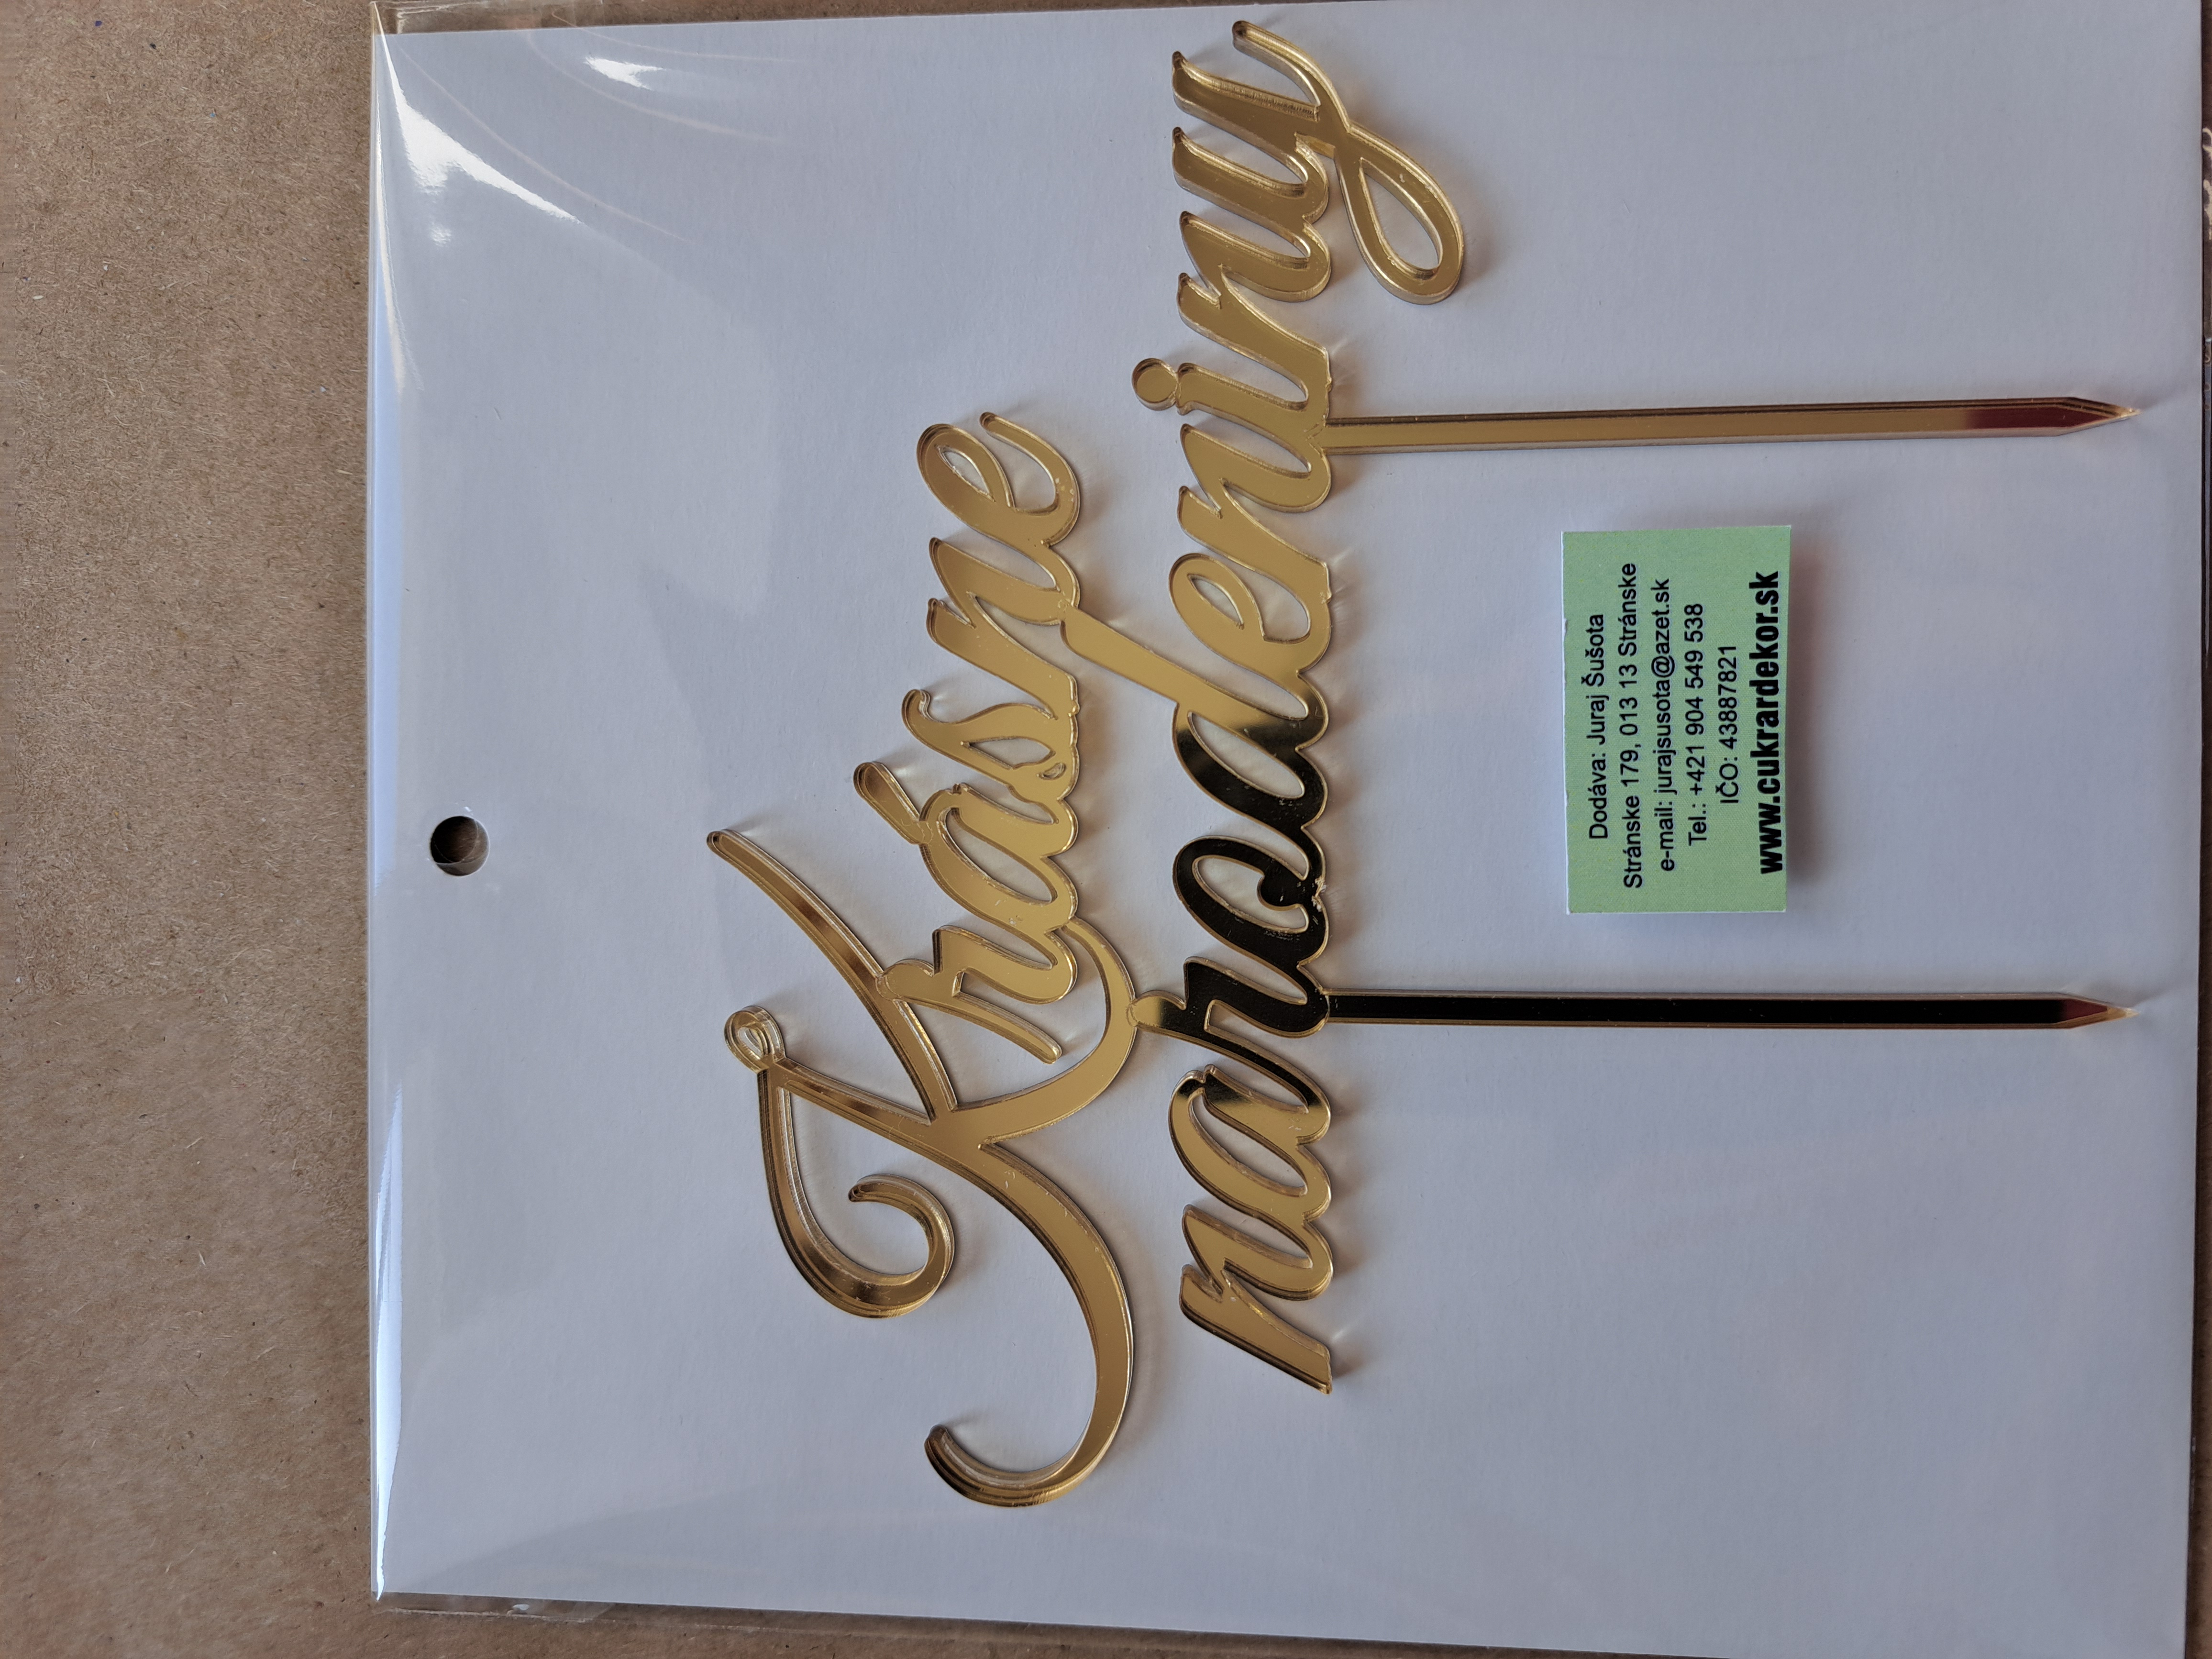 Krásne
narodeniny
Dodáva: Juraj Šušota
Stránske 179, 013 13 Stránske
e-mail: jurajsusota@azet.sk
Tel.: +421 904 549 538
IČO: 43887821
www.cukrardekor.sk